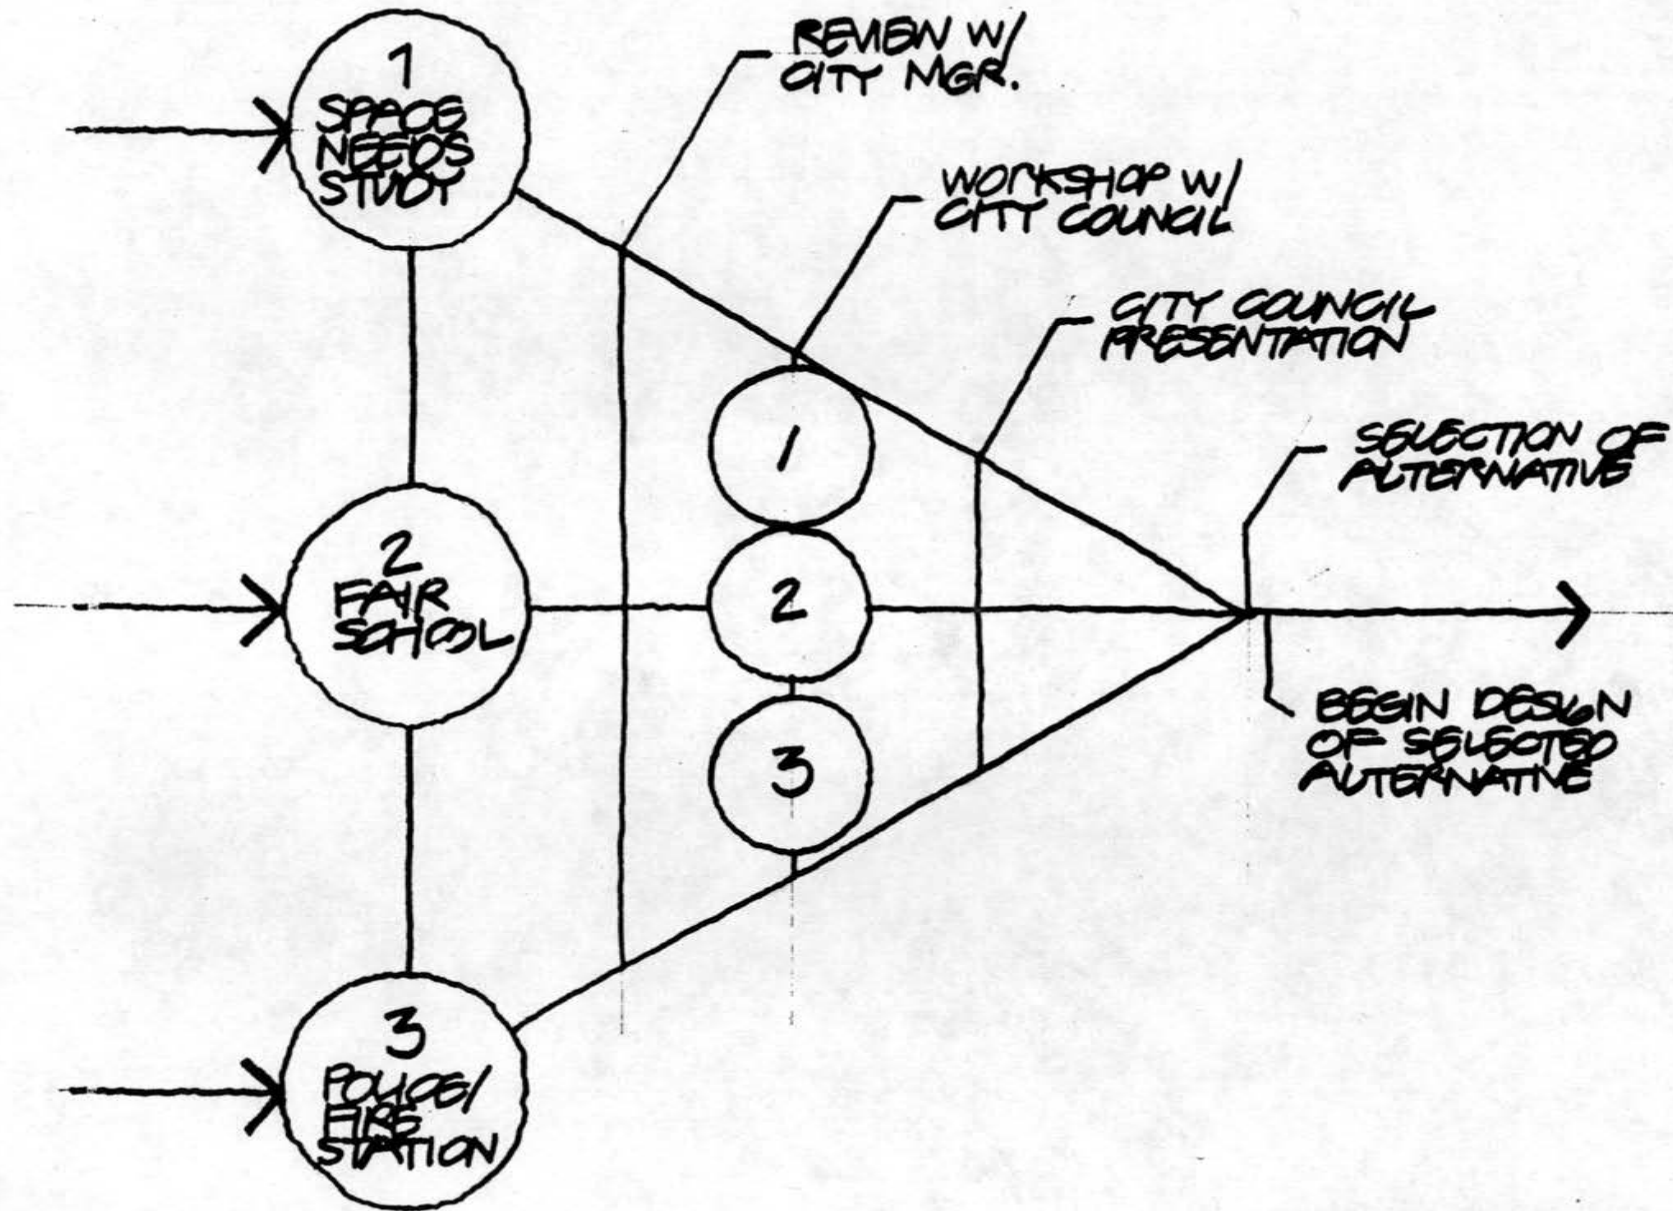 1
SPACE
NEEDS
STUDY
REVIEW W/
CITY MGR.
WORKSHOP W/
CITY COUNCIL
CITY COUNCIL
PRESENTATION
1
SELECTION OF
ALTERNATIVE
2
FAIR
SCHOOL
2
BEGIN DESIGN
OF SELECTED
ALTERNATIVE
3
3
POLICE/
FIRE
STATION